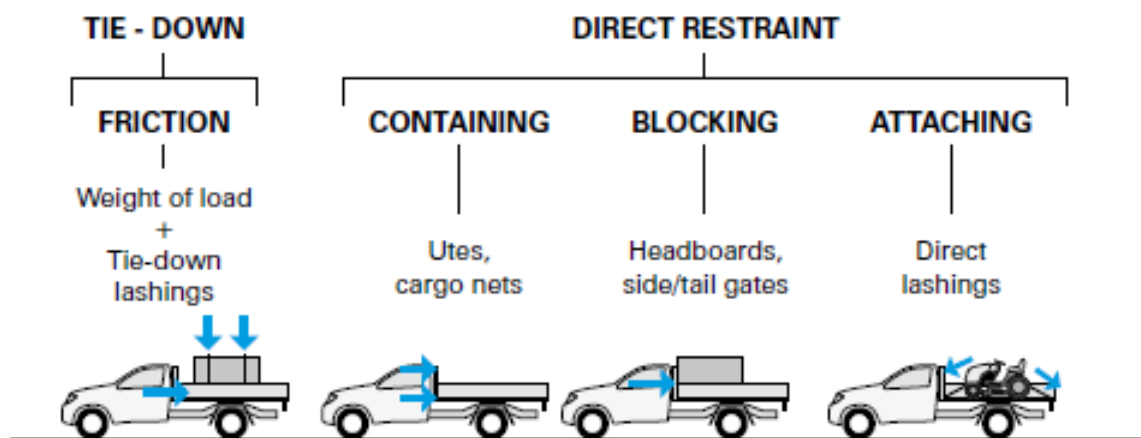 TIE - DOWN
DIRECT RESTRAINT
FRICTION
CONTAINING
BLOCKING
ATTACHING
Weight of load
+
Tie-down
lashings
Utes,
cargo nets
Headboards,
side/tail gates
Direct
lashings